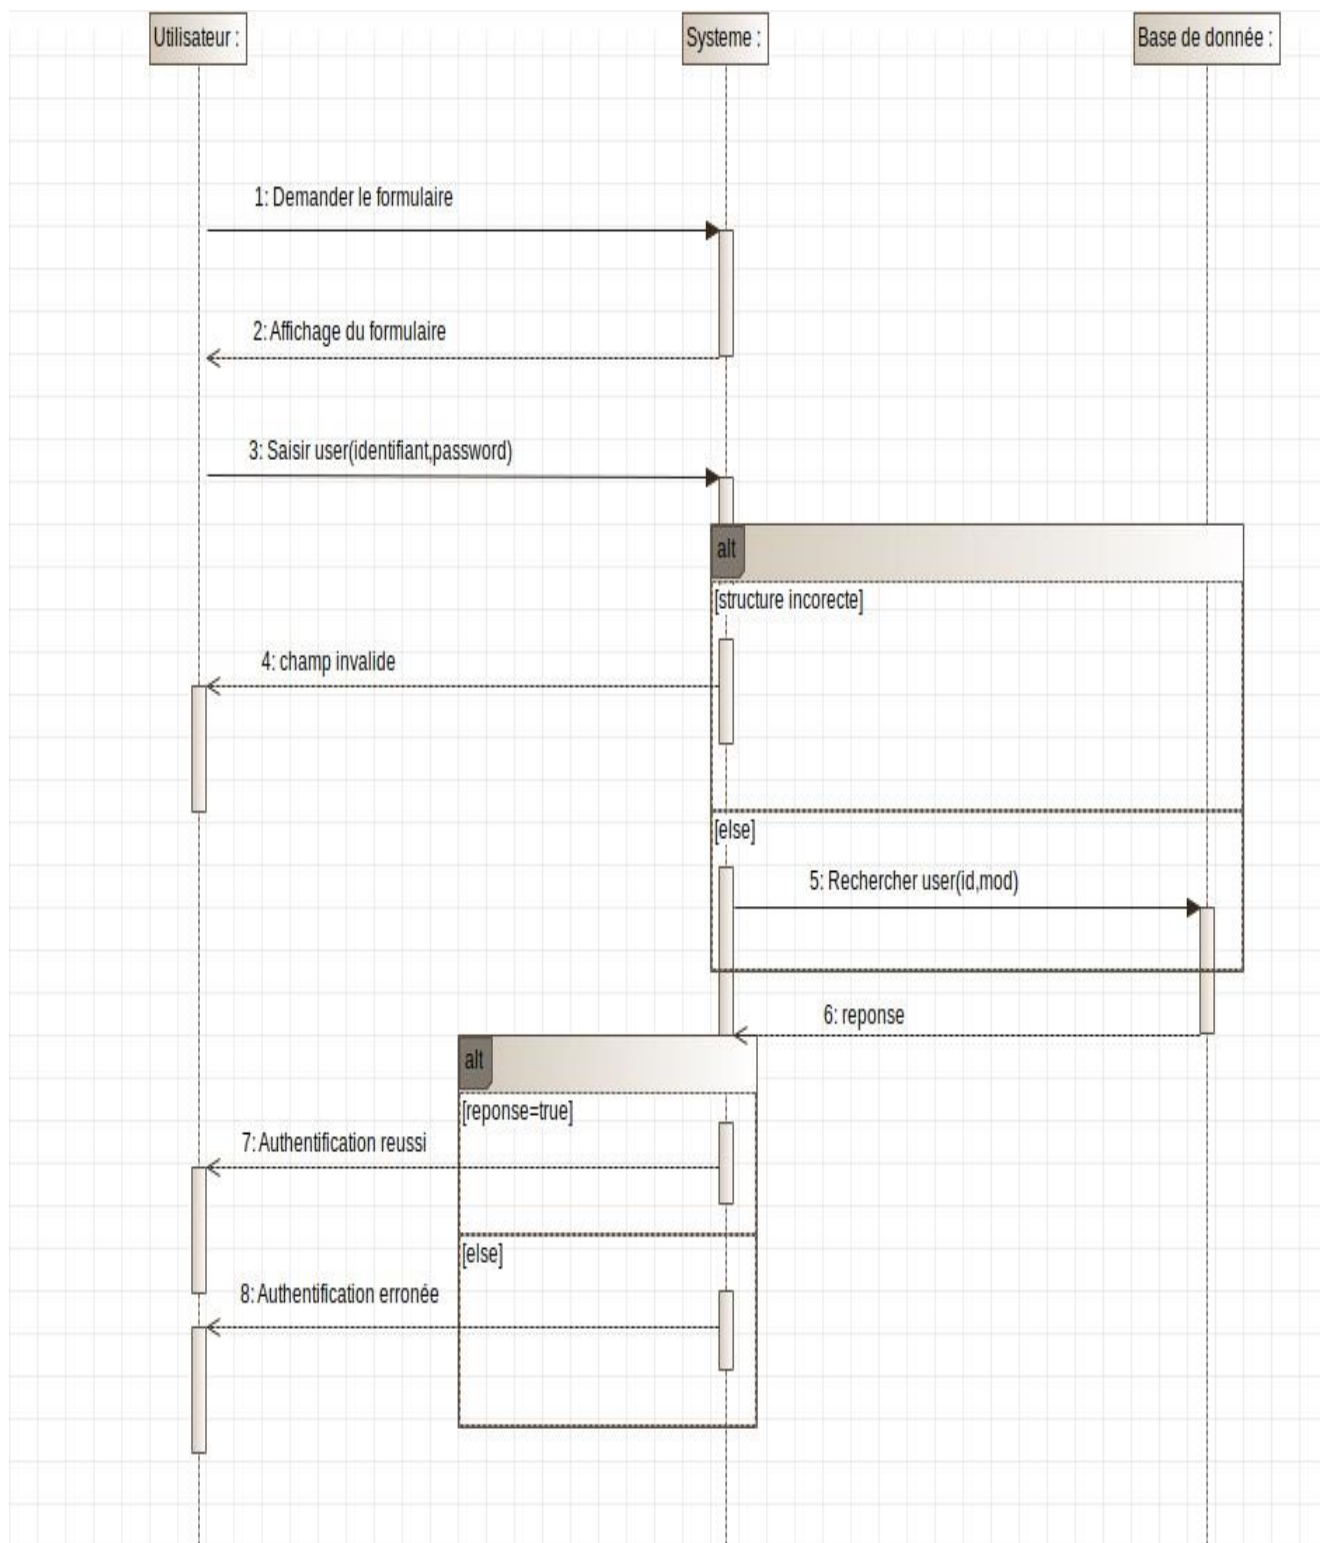 Utilisateur :
Systeme :
Base de donnée :
1: Demander le formulaire
2: Affichage du formulaire
3: Saisir user(identifiant,password)
alt
[structure incorecte]
4: champ invalide
[else]
5: Rechercher user(id,mod)
6: reponse
alt
[reponse=true]
7: Authentification reussi
[else]
8: Authentification erronée